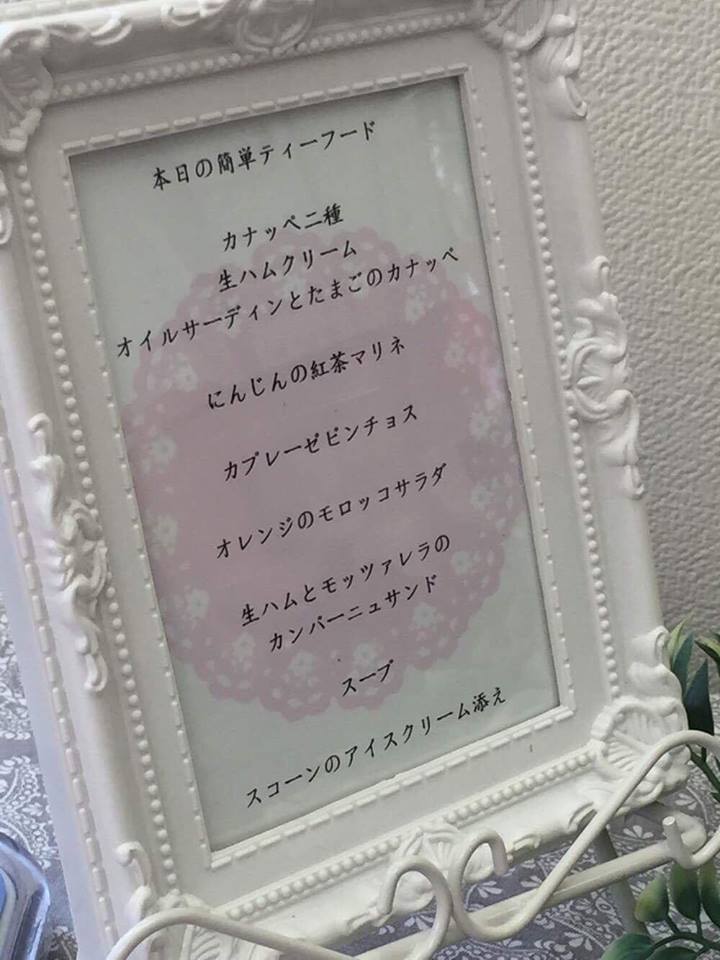 本日の簡単ティーフード
カナッペ二種
生ハムクリーム
オイルサーディンとたまごのカナッペ
にんじんの紅茶マリネ
カプレーゼピンチョス
オレンジのモロッコサラダ
生ハムとモッツァレラの
カンパーニュサンド
スープ
スコーンのアイスクリーム添え